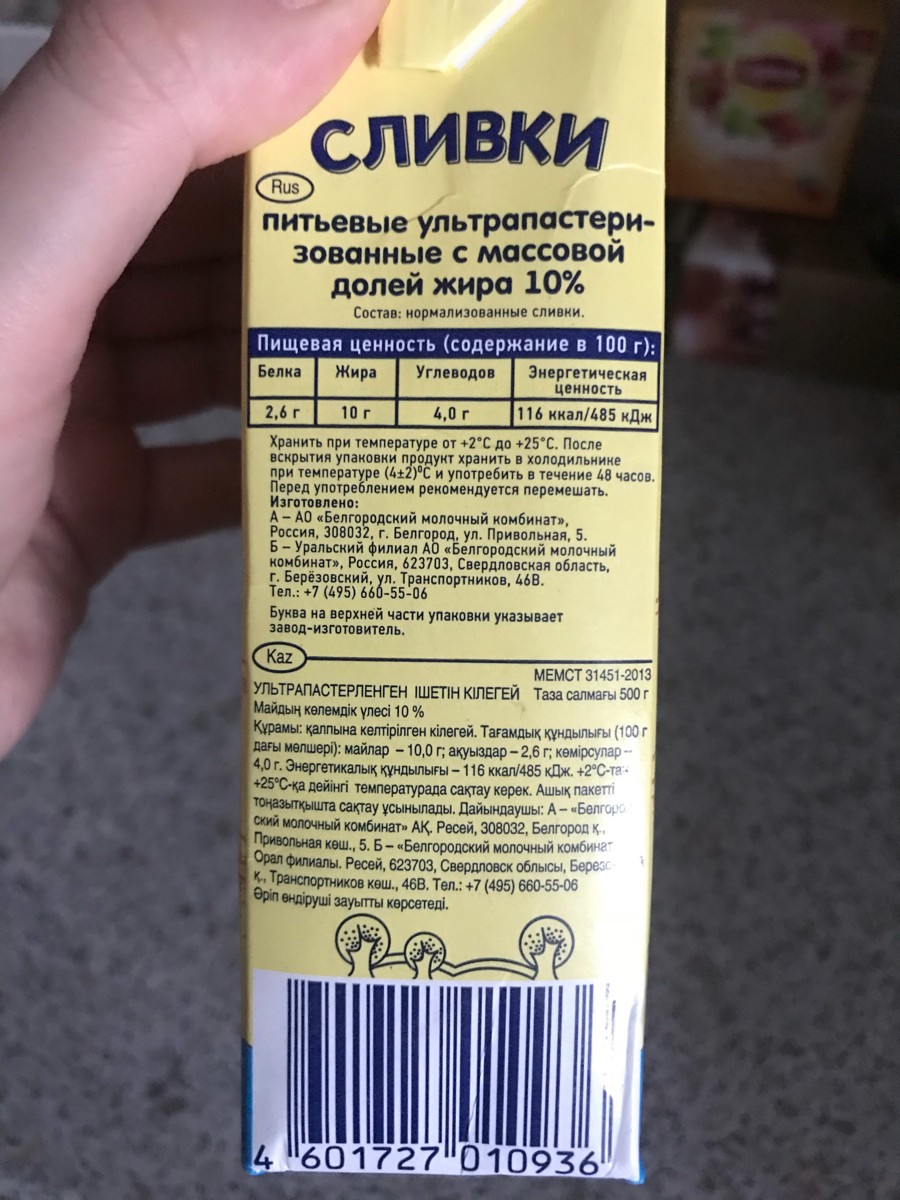 СЛИВКИ
Rus
питьевые ультрапастери-
зованные с массовой
долей жира 10%
Состав: нормализованные сливки.
Пищевая ценность (содержание в 100 г):
Белка Жира Углеводов Энергетическая
ценность
2,6 г 10 г 4,0 г 116 ккал/485 кДж
Хранить при температуре от +2°С до +25°С. После
вскрытия упаковки продукт хранить в холодильнике
при температуре (4±2)°С и употребить в течение 48 часов.
Перед употреблением рекомендуется перемешать.
Изготовлено:
А – АО «Белгородский молочный комбинат»,
Россия, 308032, г. Белгород, ул. Привольная, 5.
Б – Уральский филиал АО «Белгородский молочный
комбинат», Россия, 623703, Свердловская область,
г. Берёзовский, ул. Транспортников, 46В.
Тел.: +7 (495) 660-55-06
Буква на верхней части упаковки указывает
завод-изготовитель.
Kaz
МЕМСТ 31451-2013
УЛЬТРАПАСТЕРЛЕНГЕН ІШЕТІН КІЛЕГЕЙ Таза салмағы 500 г
Майдың көлемдік үлесі 10 %
Құрамы: қалпына келтірілген кілегей. Тағамдық құндылығы (100 г
дағы мөлшері): майлар – 10,0 г; ақуыздар – 2,6 г; көмірсулар –
4,0 г. Энергетикалық құндылығы – 116 ккал/485 кДж. +2°С-та-
+25°С-қа дейінгі температурада сақтау керек. Ашық пакетті
тоңазытқышта сақтау ұсынылады. Дайындаушы: А – «Белгород-
ский молочный комбинат» АҚ. Ресей, 308032, Белгород қ.,
Привольная көш., 5. Б – «Белгородский молочный комбинат
Орал филиалы. Ресей, 623703, Свердловск облысы,
қ., Транспортников көш., 46В. Тел.: +7 (495) 660-55-06
Әріп өндіруші зауытты көрсетеді.
4 601727 010936